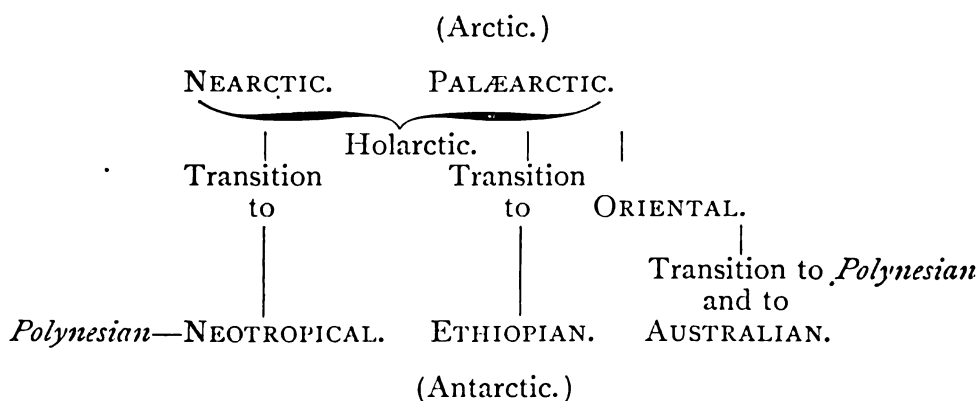 (Arctic.)
NEARCTIC. PALÆARCTIC.
Holarctic.
Transition Transition
to to ORIENTAL.
Transition to Polynesian
and to
Polynesian—NEOTROPICAL. ETHIOPIAN. AUSTRALIAN.
(Antarctic.)